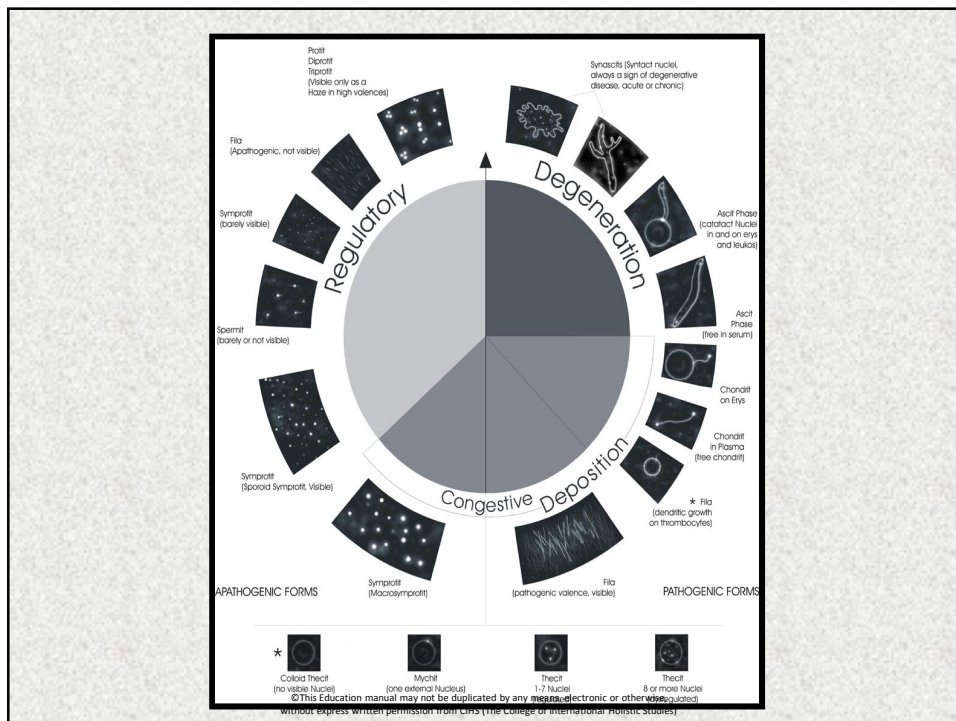 Protit
Diprotit
Triprotit
(Visible only as a
Haze in high valences)
Synascits (Syntact nuclei,
always a sign of degenerative
disease, acute or chronic)
Fila
(Apathogenic, not visible)
Symprotit
(barely visible)
Spermit
(barely or not visible)
Symprotit
(Sporoid Symprotit, Visible)
Symprotit
(Macrosymprotit)
Regulatory
Degeneration
Congestive
Deposition
Ascit Phase
(catatact Nuclei
in and on erys
and leukos)
Ascit
Phase
(free in serum)
Chondrit
on Erys
Chondrit
in Plasma
(free chondrit)
* Fila
(dendritic growth
on thrombocytes)
Fila
(pathogenic valence, visible)
APATHOGENIC FORMS
PATHOGENIC FORMS
*
Colloid Thecit
(no visible Nuclei)
Mychit
(one external Nucleus)
Thecit
1-7 Nuclei
Thecit
8 or more Nuclei
©This Education manual may not be duplicated by any means, electronic or otherwise,
without express written permission from CIHS (The College of International Holistic Studies)